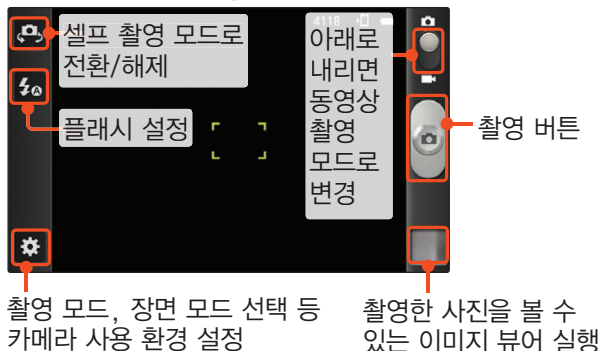 4118
셀프 촬영 모드로
전환/해제
플래시 설정
아래로
내리면
동영상
촬영
모드로
변경
촬영 버튼
촬영 모드, 장면 모드 선택 등
카메라 사용 환경 설정
촬영한 사진을 볼 수
있는 이미지 뷰어 실행